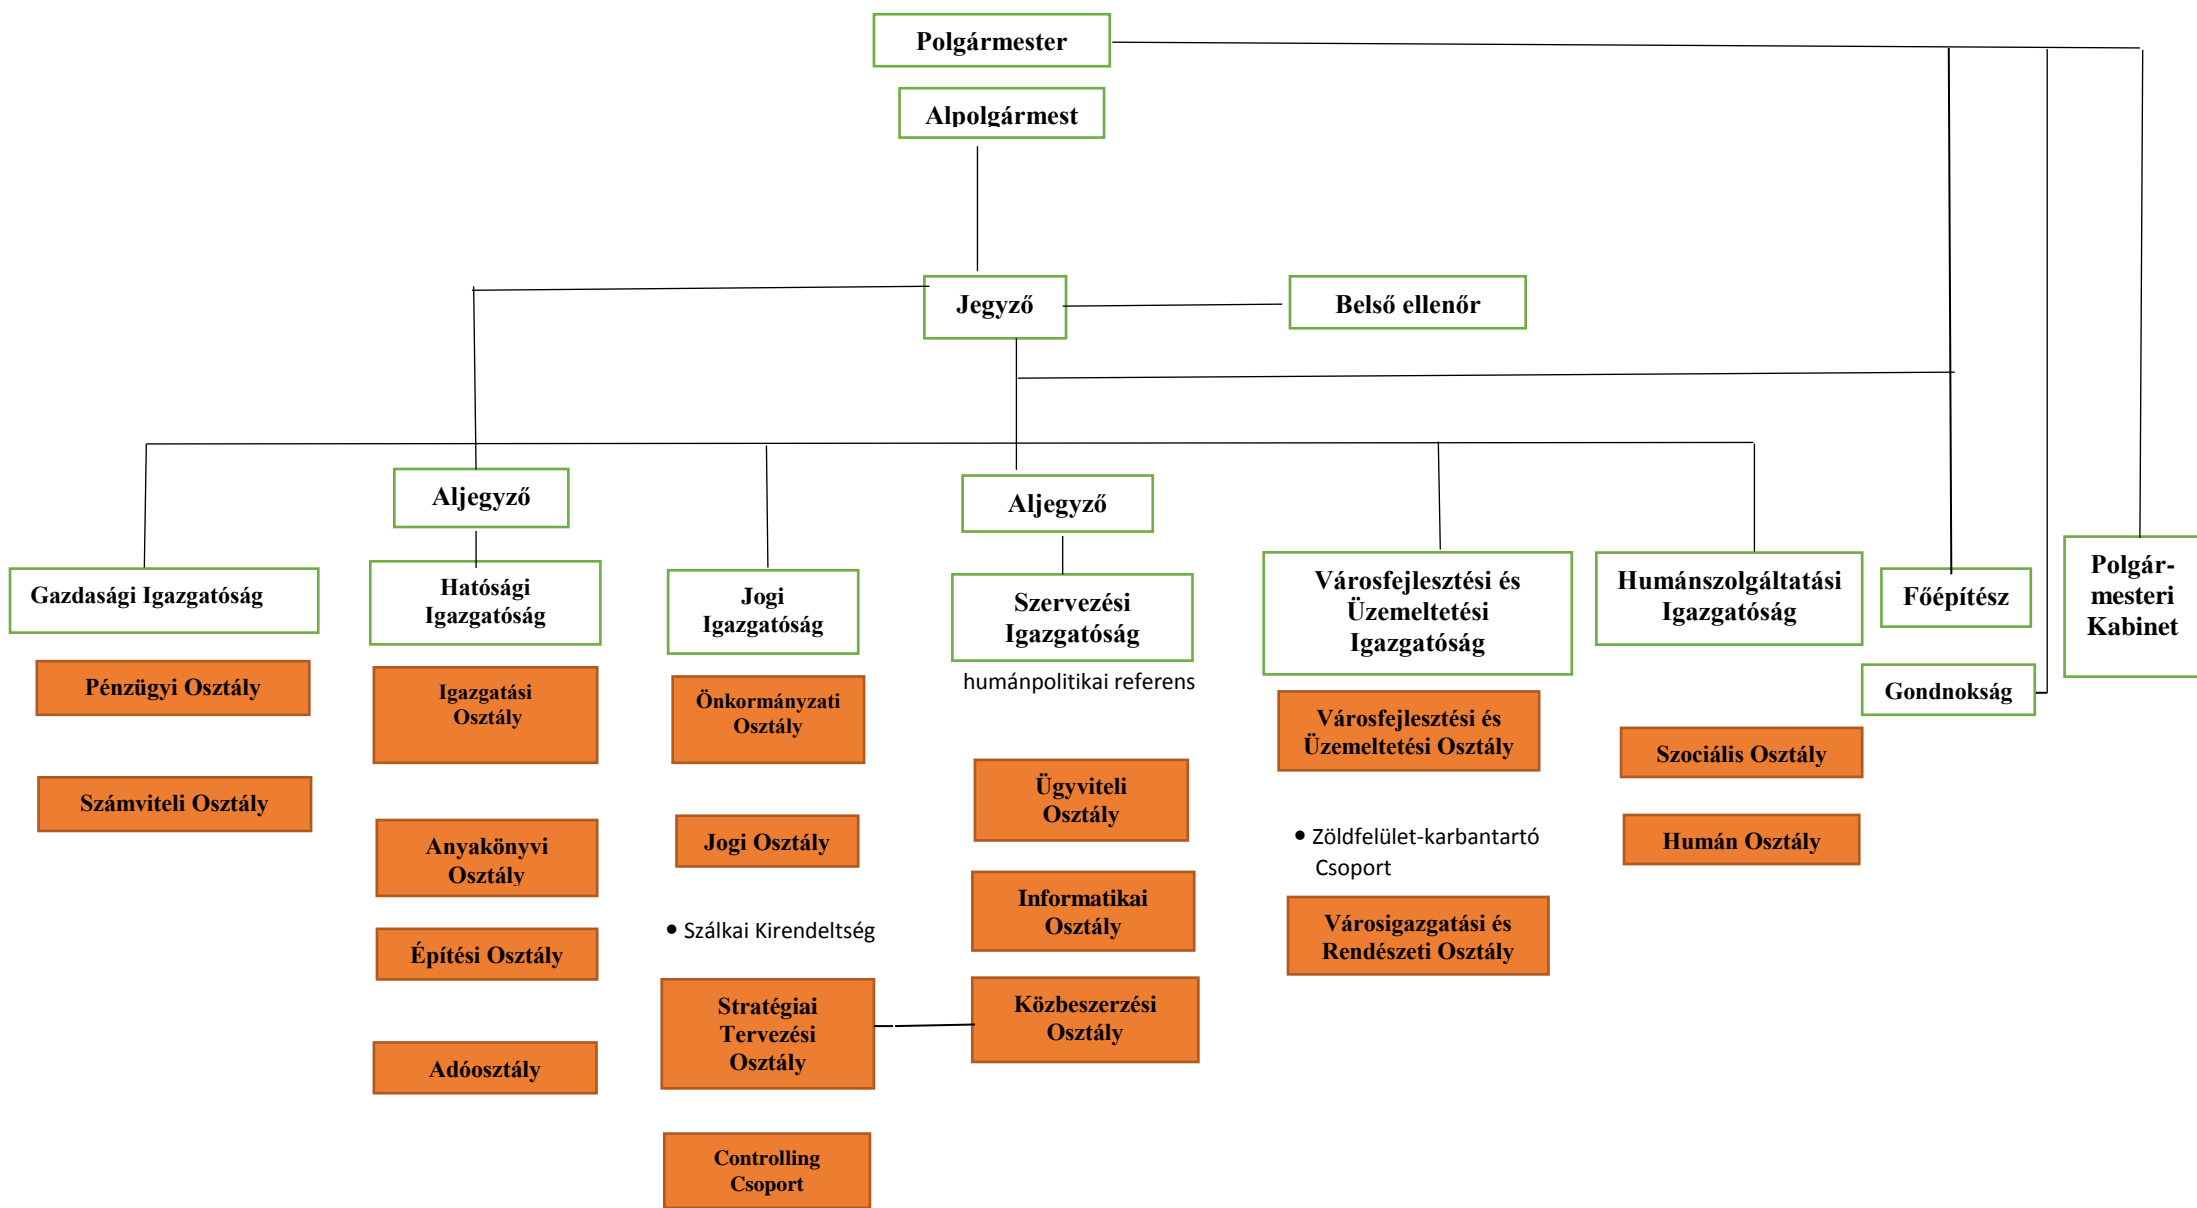 Polgármester
Alpolgármest
Jegyző
Belső ellenőr
Aljegyző
Aljegyző
Gazdasági Igazgatóság
Hatósági
Igazgatóság
Jogi
Igazgatóság
Szervezési
Igazgatóság
humánpolitikai referens
Városfejlesztési és
Üzemeltetési
Igazgatóság
Humánszolgáltatási
Igazgatóság
Főépítész
Polgár-
mesteri
Kabinet
Gondnokság
Pénzügyi Osztály
Számviteli Osztály
Igazgatási
Osztály
Anyakönyvi
Osztály
Építési Osztály
Adóosztály
Önkormányzati
Osztály
Jogi Osztály
• Szálkai Kirendeltség
Stratégiai
Tervezési
Osztály
Controlling
Csoport
Ügyviteli
Osztály
Informatikai
Osztály
Közbeszerzési
Osztály
Városfejlesztési és
Üzemeltetési Osztály
• Zöldfelület-karbantartó
Csoport
Városigazgatási és
Rendészeti Osztály
Szociális Osztály
Humán Osztály